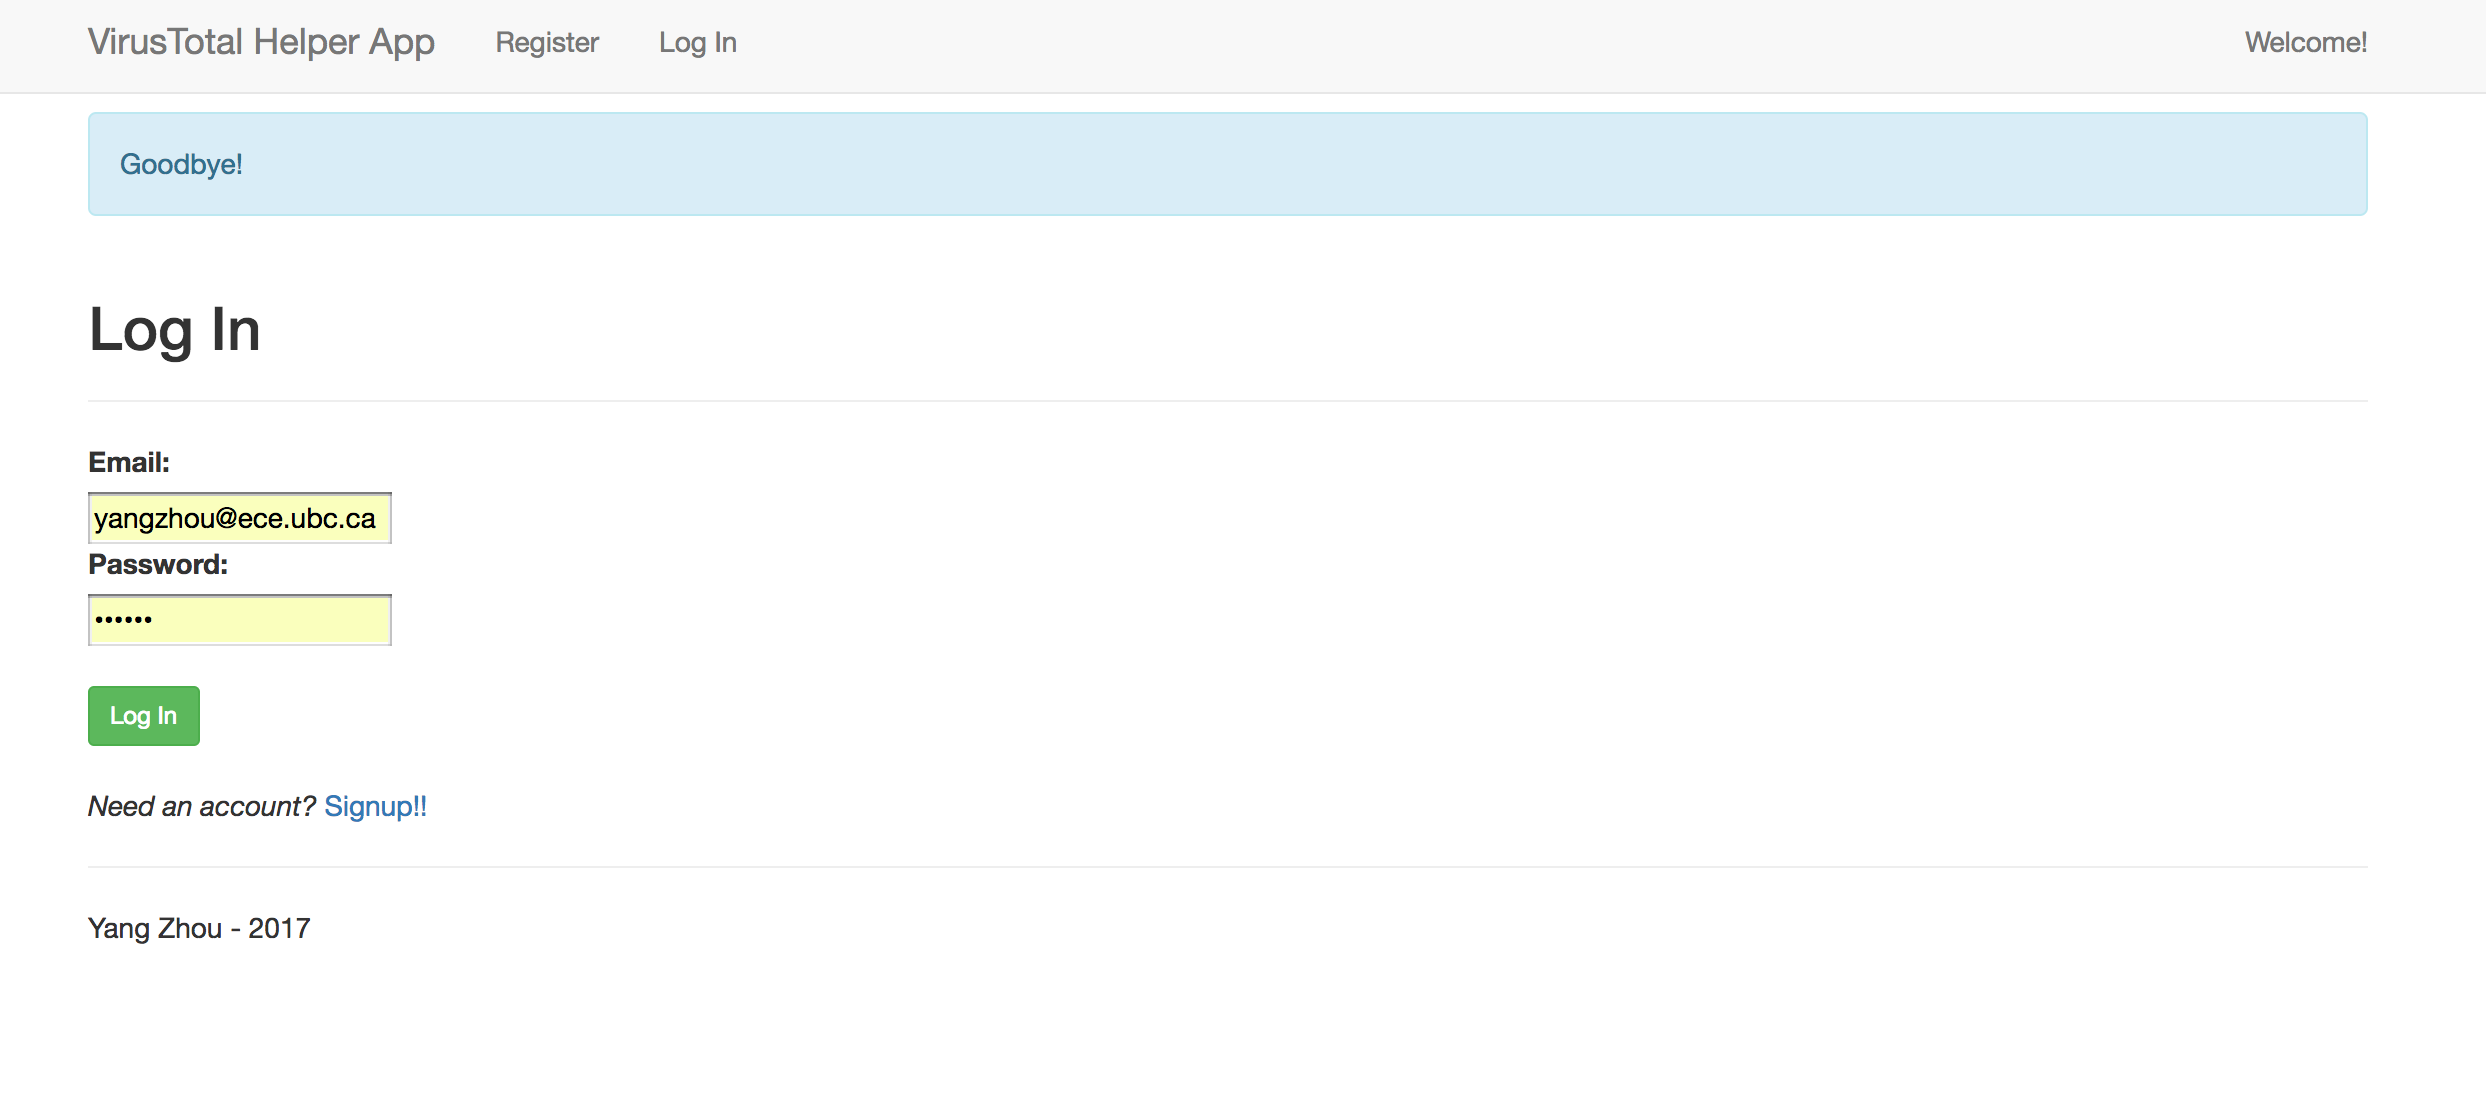 VirusTotal Helper App Register Log In Welcome!
Goodbye!
Log In
Email:
yangzhou@ece.ubc.ca
Password:
••••••
Log In
Need an account? Signup!!
Yang Zhou - 2017